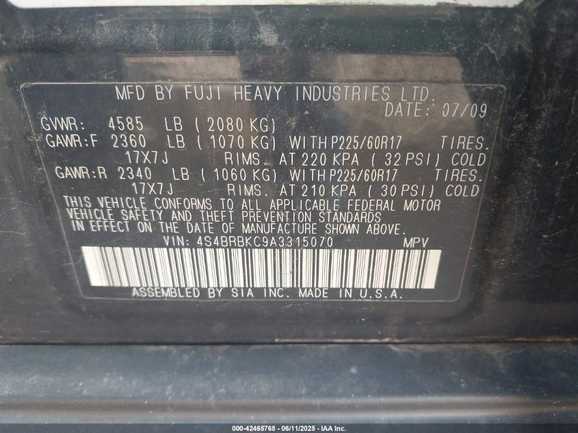 MFD BY FUJI HEAVY INDUSTRIES LTD.
DATE: 07/09
GVWR: 4585 LB (2080 KG)
GAWR:F 2360 LB (1070 KG) WITH P225/60R17 TIRES.
17X7J RIMS. AT 220 KPA (32 PSI) COLD
GAWR:R 2340 LB (1060 KG) WITH P225/60R17 TIRES.
17X7J RIMS. AT 210 KPA (30 PSI) COLD
THIS VEHICLE CONFORMS TO ALL APPLICABLE FEDERAL MOTOR
VEHICLE SAFETY AND THEFT PREVENTION STANDARDS
IN EFFECT ON THE DATE OF MANUFACTURE SHOWN ABOVE.
VIN: 4S4BRBKC9A3315070 MPV
ASSEMBLED BY SIA INC. MADE IN U.S.A.
000-42465765 - 06/11/2025 - Copyright IAA, Inc.